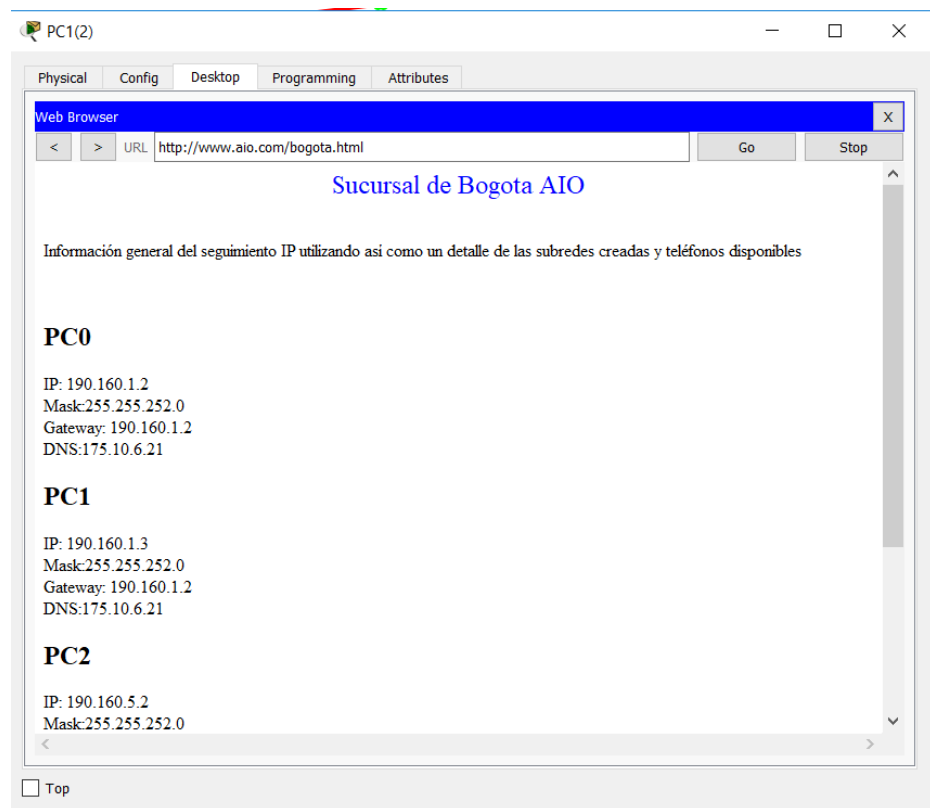 PC1(2)
Physical Config Desktop Programming Attributes
Web Browser X
< > URL http://www.aio.com/bogota.html Go Stop
Sucursal de Bogota AIO
Información general del seguimiento IP utilizando así como un detalle de las subredes creadas y teléfonos disponibles
PC0
IP: 190.160.1.2
Mask:255.255.252.0
Gateway: 190.160.1.2
DNS:175.10.6.21
PC1
IP: 190.160.1.3
Mask:255.255.252.0
Gateway: 190.160.1.2
DNS:175.10.6.21
PC2
IP: 190.160.5.2
Mask:255.255.252.0
Top